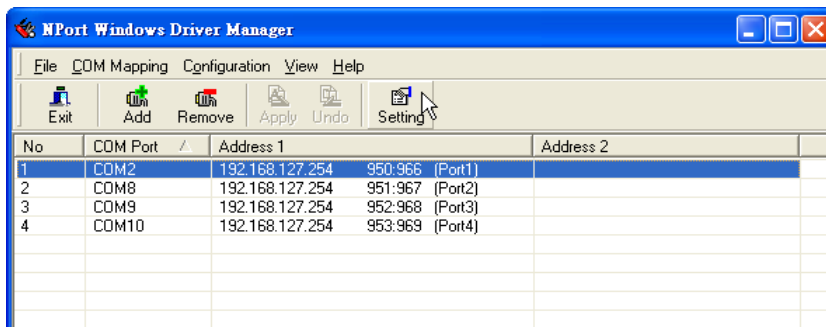 NPort Windows Driver Manager
File COM Mapping Configuration View Help
Exit Add Remove Apply Undo Setting
No COM Port Address 1 Address 2
1 COM2 192.168.127.254 950:966 (Port1)
2 COM8 192.168.127.254 951:967 (Port2)
3 COM9 192.168.127.254 952:968 (Port3)
4 COM10 192.168.127.254 953:969 (Port4)